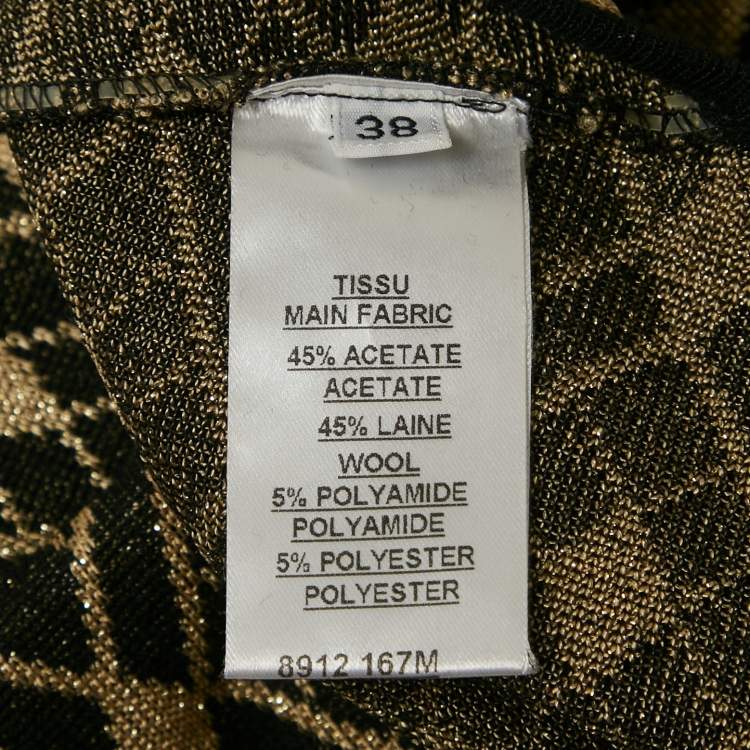 38
TISSU
MAIN FABRIC
45% ACETATE
ACETATE
45% LAINE
WOOL
5% POLYAMIDE
POLYAMIDE
5% POLYESTER
POLYESTER
8912 167M